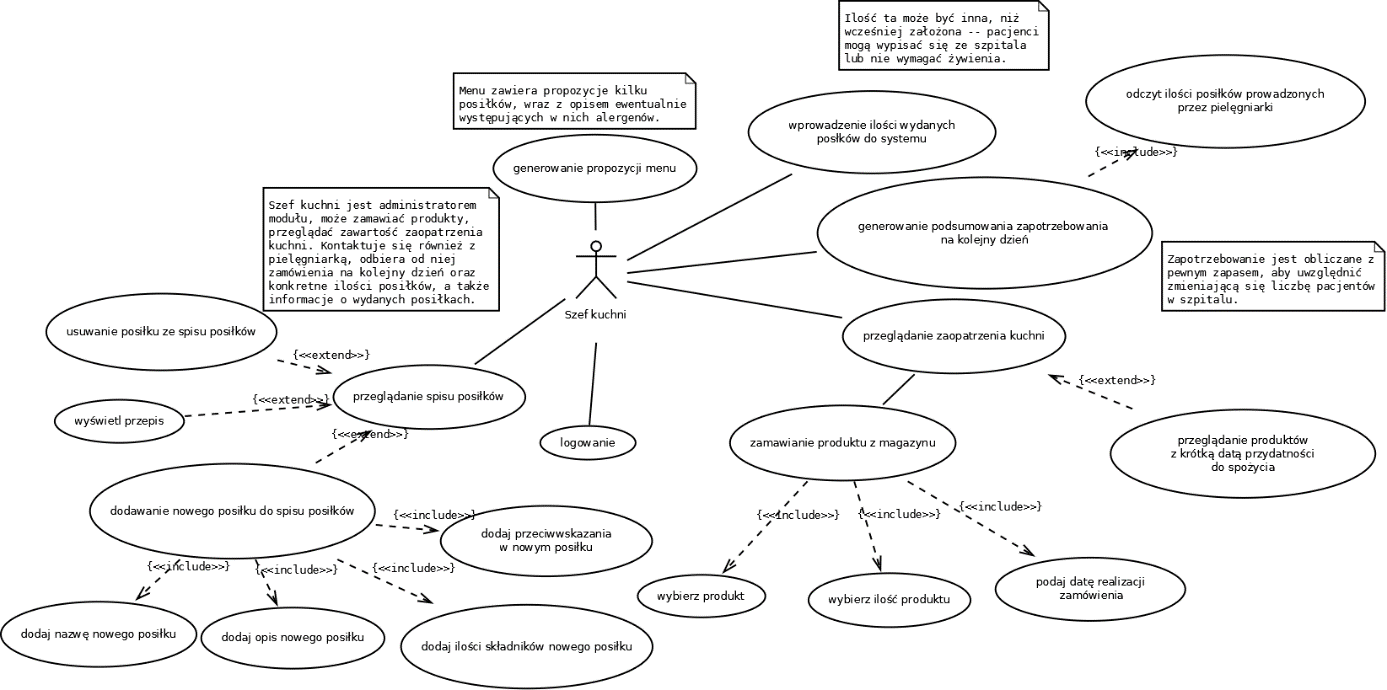 Ilość ta może być inna, niż
wcześniej założona -- pacjenci
mogą wypisać się ze szpitala
lub nie wymagać żywienia.
Menu zawiera propozycje kilku
posiłków, wraz z opisem ewentualnie
występujących w nich alergenów.
odczyt ilości posiłków prowadzonych
przez pielęgniarki
wprowadzenie ilości wydanych
posłków do systemu
{<<include>>}
generowanie propozycji menu
Szef kuchni jest administratorem
modułu, może zamawiać produkty,
przeglądać zawartość zaopatrzenia
kuchni. Kontaktuje się również z
pielęgniarką, odbiera od niej
zamówienia na kolejny dzień oraz
konkretne ilości posiłków, a także
informacje o wydanych posiłkach.
generowanie podsumowania zapotrzebowania
na kolejny dzień
Zapotrzebowanie jest obliczane z
pewnym zapasem, aby uwzględnić
zmieniającą się liczbę pacjentów
w szpitalu.
Szef kuchni
usuwanie posiłku ze spisu posiłków
przeglądanie zaopatrzenia kuchni
{<<extend>>}
{<<extend>>}
przeglądanie spisu posiłków
{<<extend>>}
wyświetl przepis
{<<extend>>}
logowanie
zamawianie produktu z magazynu
przeglądanie produktów
z krótką datą przydatności
do spożycia
dodawanie nowego posiłku do spisu posiłków
{<<include>>}
{<<include>>}
{<<include>>}
{<<include>>}
dodaj przeciwwskazania
w nowym posiłku
{<<include>>}
{<<include>>}
{<<include>>}
wybierz produkt
wybierz ilość produktu
podaj datę realizacji
zamówienia
dodaj nazwę nowego posiłku
dodaj opis nowego posiłku
dodaj ilości składników nowego posiłku